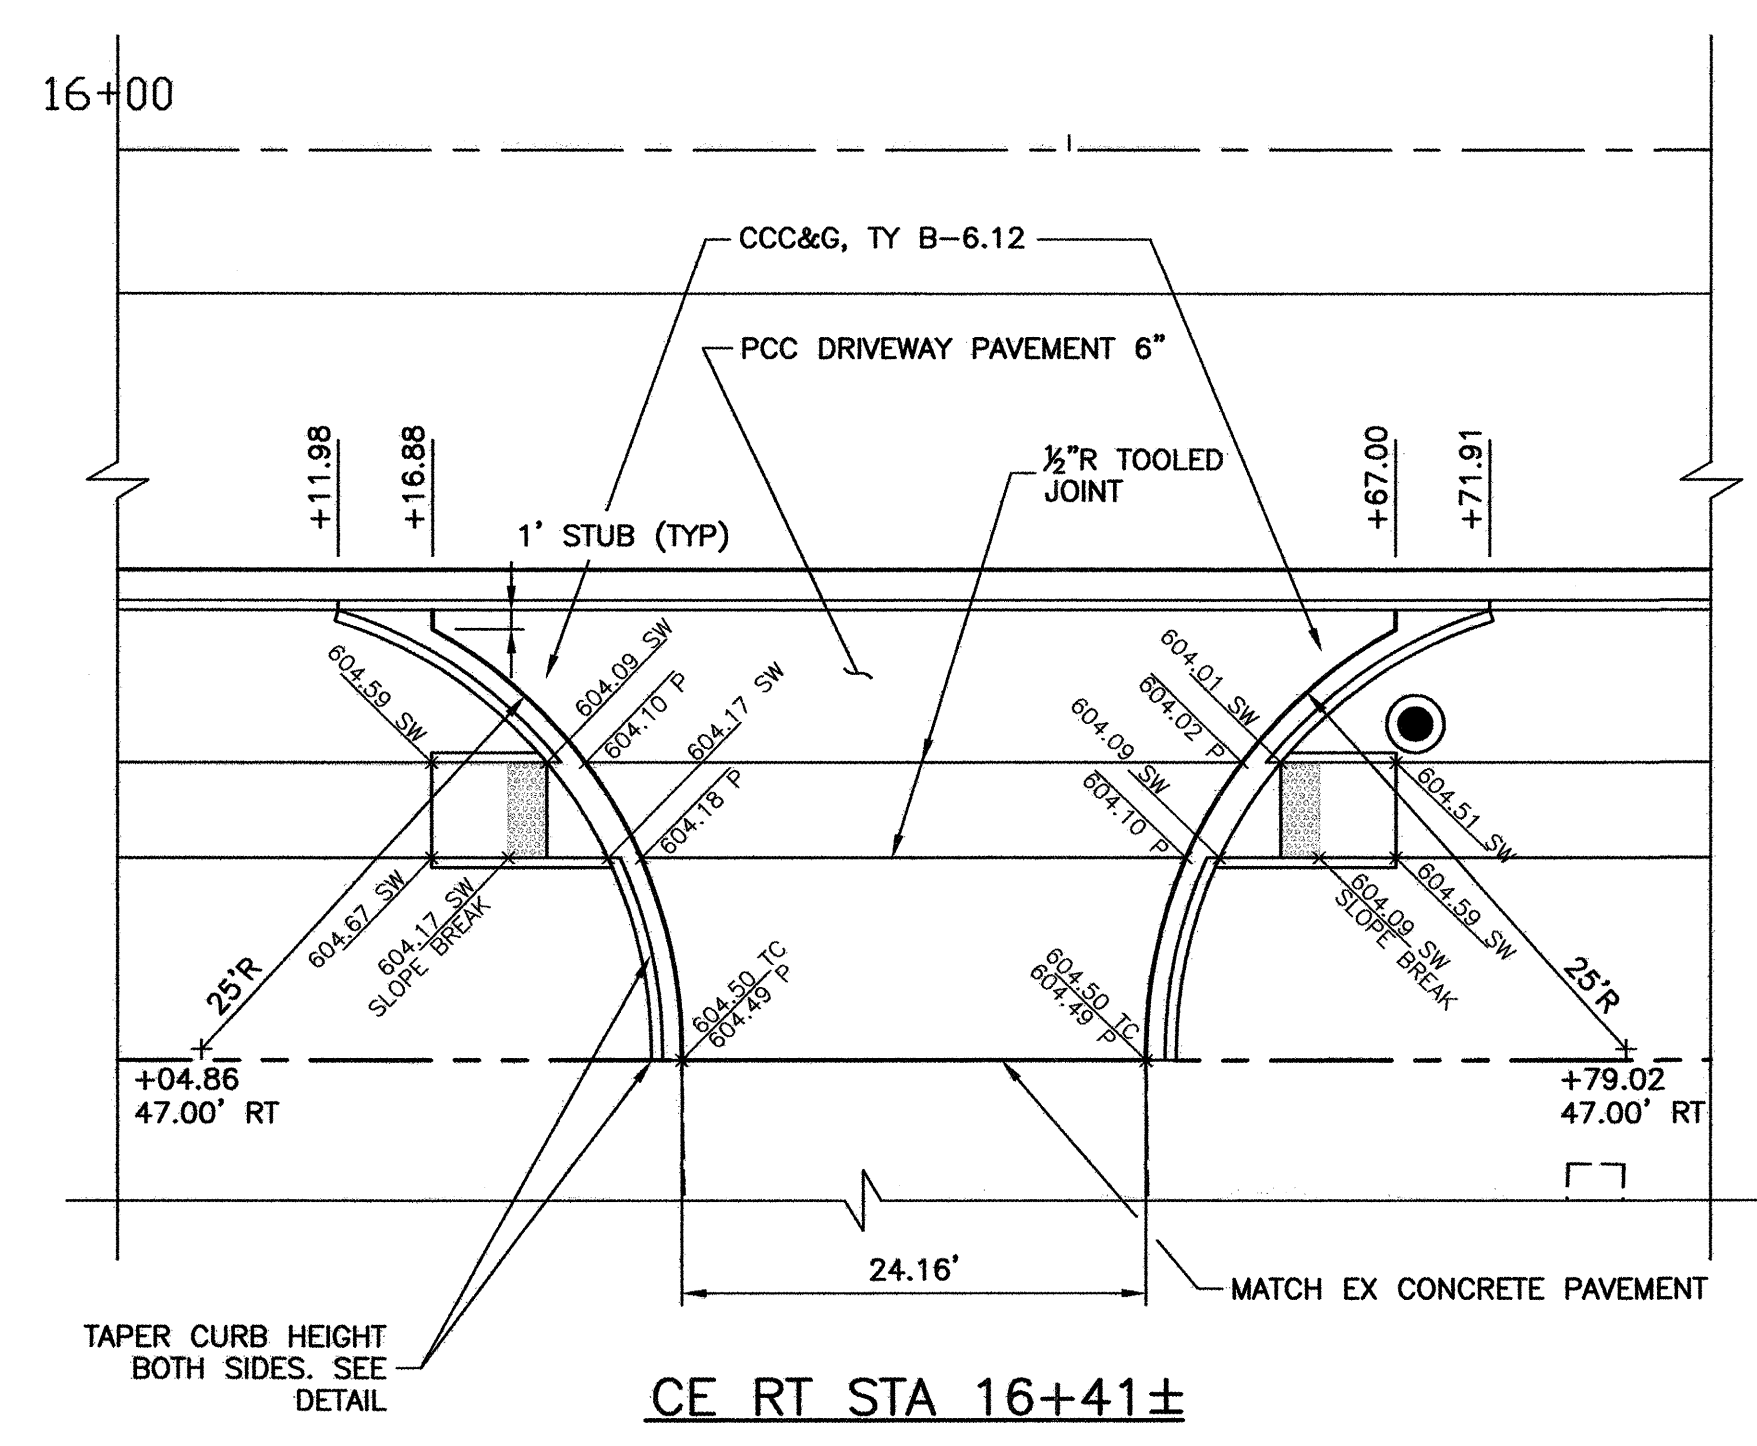 16+00
CCC&G, TY B-6.12
PCC DRIVEWAY PAVEMENT 6"
½"R TOOLED
JOINT
+11.98
+16.88
+67.00
+71.91
1' STUB (TYP)
604.59 SW
604.09 SW
604.10 P
604.17 SW
604.18 P
604.01 SW
604.02 P
604.09 SW
604.10 P
604.51 SW
604.67 SW
604.17 SW
SLOPE BREAK
604.59 SW
604.09 SW
SLOPE BREAK
25'R
604.50 TC
604.49 P
604.50 TC
604.49 P
25'R
+04.86
47.00' RT
+79.02
47.00' RT
24.16'
MATCH EX CONCRETE PAVEMENT
TAPER CURB HEIGHT
BOTH SIDES. SEE
DETAIL
CE RT STA 16+41±